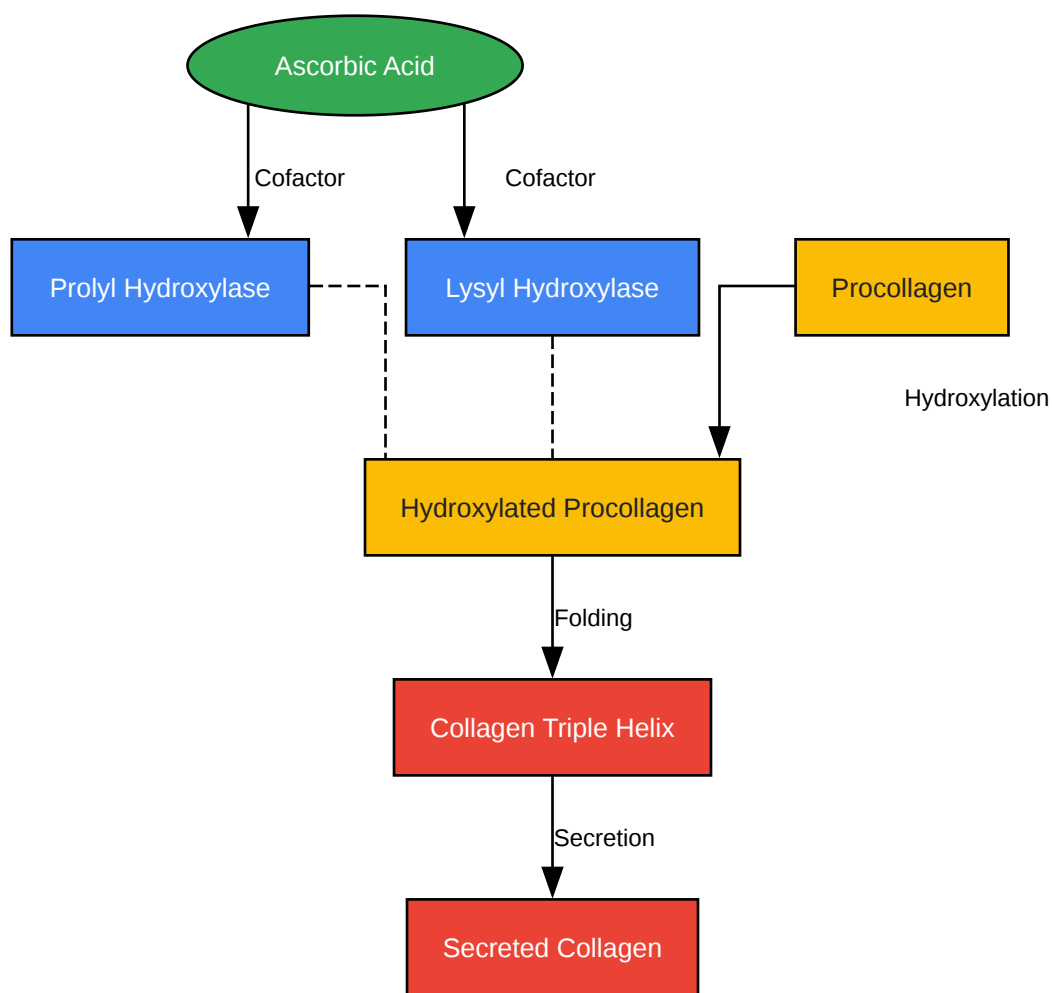 Ascorbic Acid
Cofactor
Cofactor
Prolyl Hydroxylase
Lysyl Hydroxylase
Procollagen
Hydroxylation
Hydroxylated Procollagen
Folding
Collagen Triple Helix
Secretion
Secreted Collagen